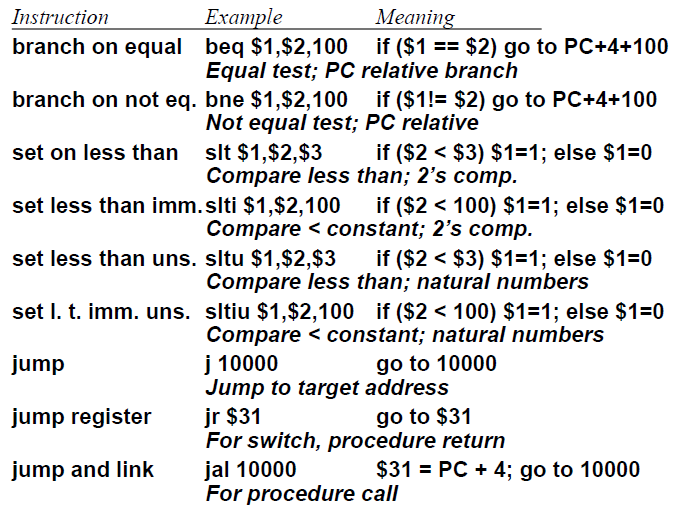 Instruction Example Meaning
branch on equal beq $1,$2,100 if ($1 == $2) go to PC+4+100
Equal test; PC relative branch
branch on not eq. bne $1,$2,100 if ($1!= $2) go to PC+4+100
Not equal test; PC relative
set on less than slt $1,$2,$3 if ($2 < $3) $1=1; else $1=0
Compare less than; 2’s comp.
set less than imm. slti $1,$2,100 if ($2 < 100) $1=1; else $1=0
Compare < constant; 2’s comp.
set less than uns. sltu $1,$2,$3 if ($2 < $3) $1=1; else $1=0
Compare less than; natural numbers
set l. t. imm. uns. sltiu $1,$2,100 if ($2 < 100) $1=1; else $1=0
Compare < constant; natural numbers
jump j 10000 go to 10000
Jump to target address
jump register jr $31 go to $31
For switch, procedure return
jump and link jal 10000 $31 = PC + 4; go to 10000
For procedure call